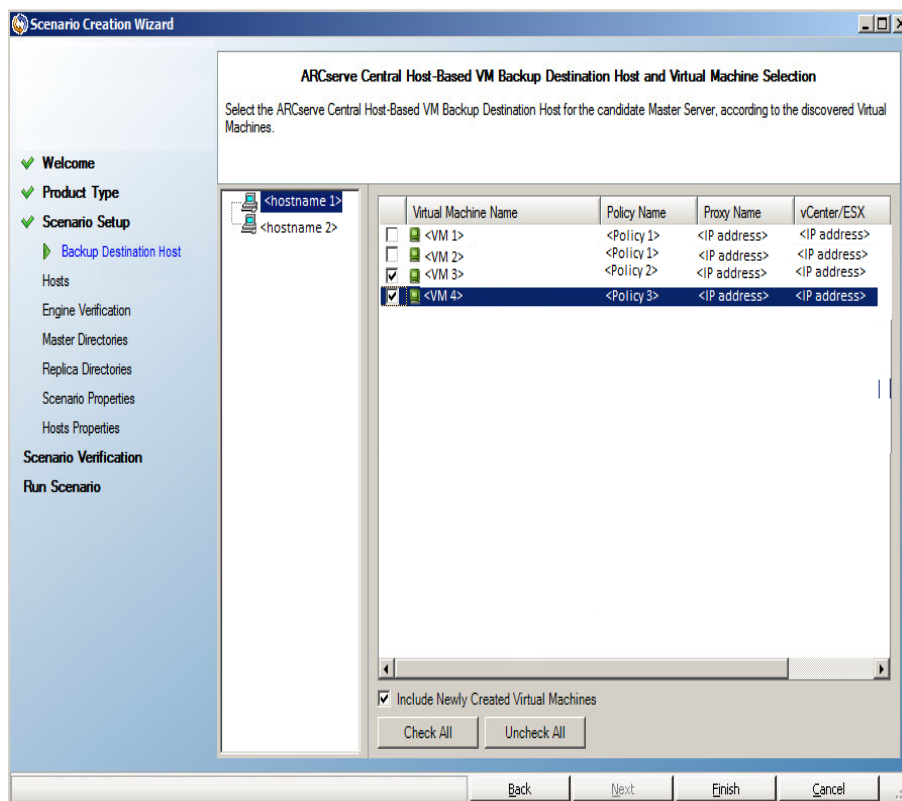 Scenario Creation Wizard
ARCserve Central Host-Based VM Backup Destination Host and Virtual Machine Selection
Select the ARCserve Central Host-Based VM Backup Destination Host for the candidate Master Server, according to the discovered Virtual
Machines.
Welcome
Product Type
Scenario Setup
Backup Destination Host
Hosts
Engine Verification
Master Directories
Replica Directories
Scenario Properties
Hosts Properties
Scenario Verification
Run Scenario
<hostname 1>
<hostname 2>
Virtual Machine Name Policy Name Proxy Name vCenter/ESX
<VM 1> <Policy 1> <IP address> <IP address>
<VM 2> <Policy 1> <IP address> <IP address>
<VM 3> <Policy 2> <IP address> <IP address>
<VM 4> <Policy 3> <IP address> <IP address>
Include Newly Created Virtual Machines
Check All Uncheck All
Back Next Finish Cancel